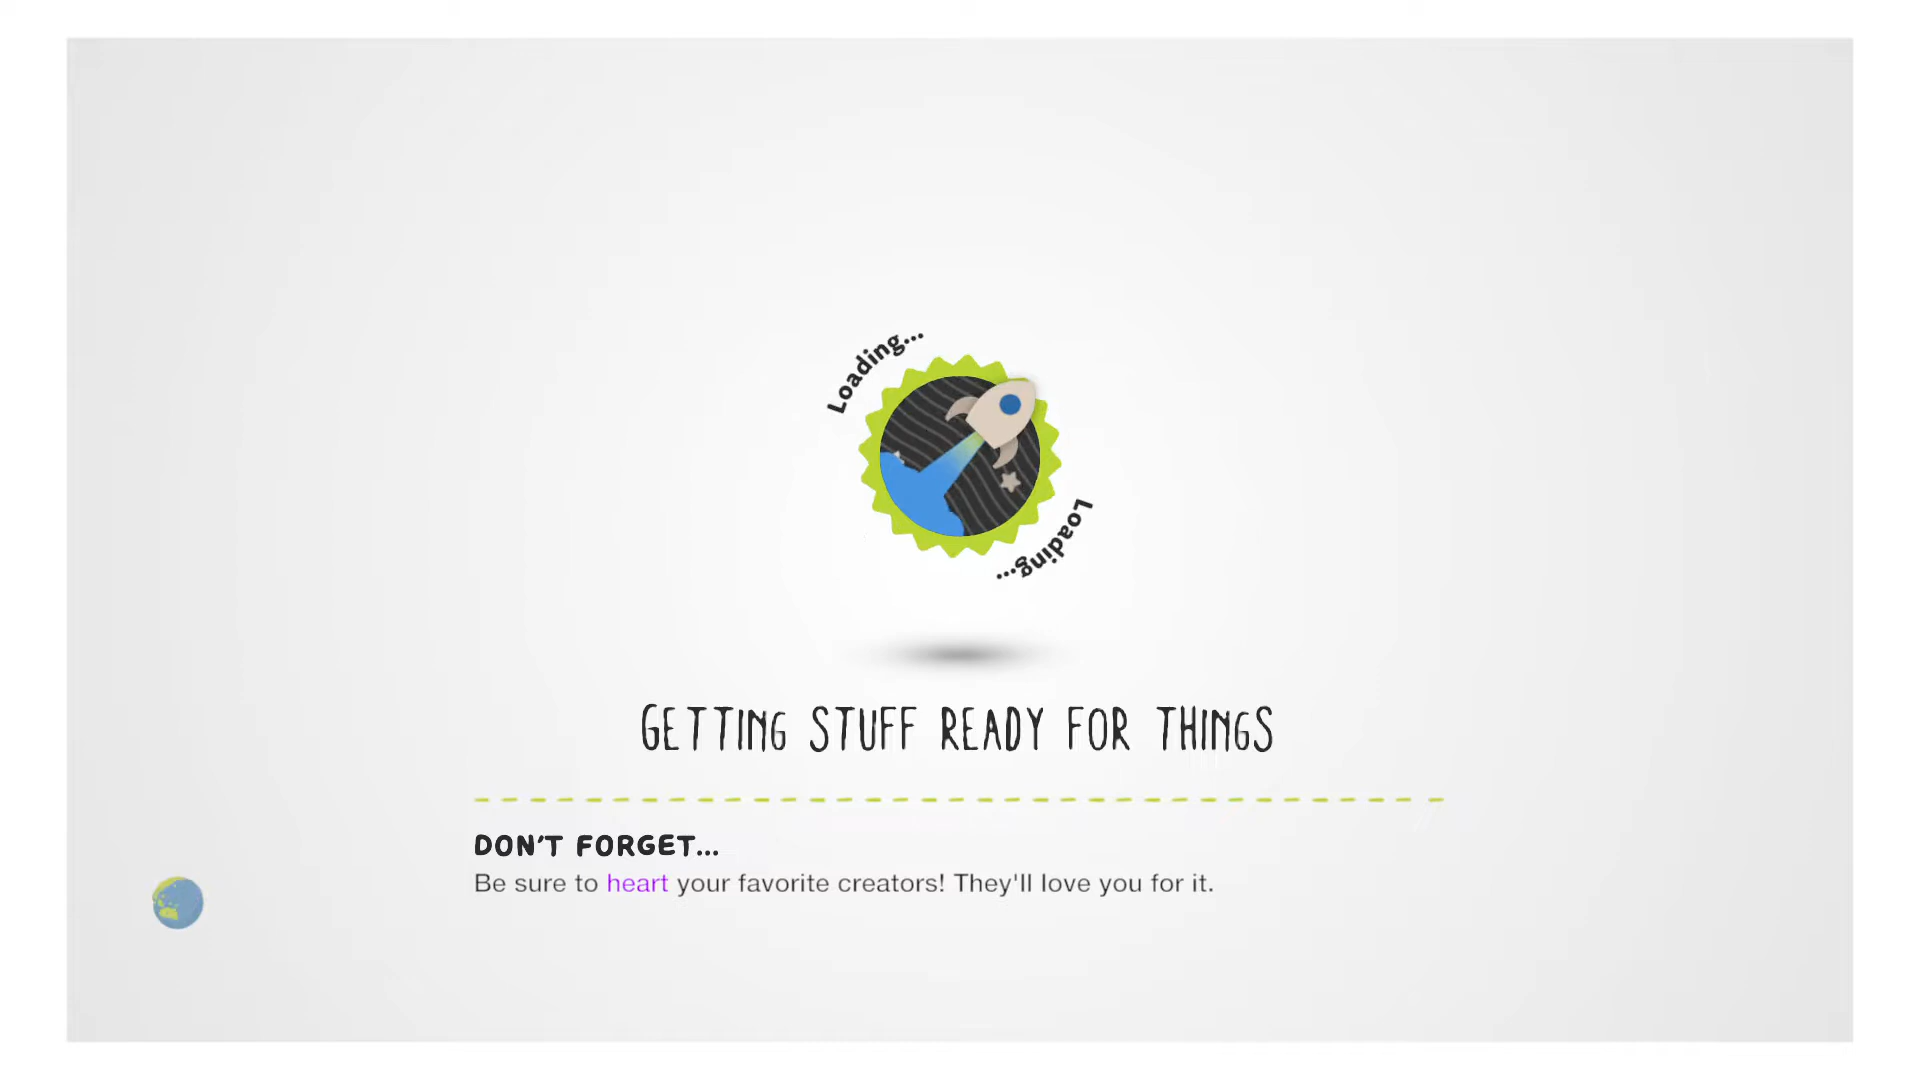 Loading...
Loading...
GETTING STUFF READY FOR THINGS
DON'T FORGET...
Be sure to heart your favorite creators! They'll love you for it.